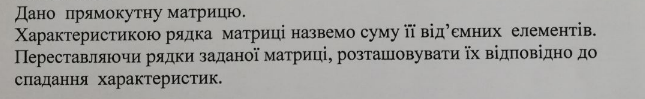 Дано прямокутну матрицю.
Характеристикою рядка матриці назвемо суму її від’ємних елементів.
Переставляючи рядки заданої матриці, розташовувати їх відповідно до
спадання характеристик.